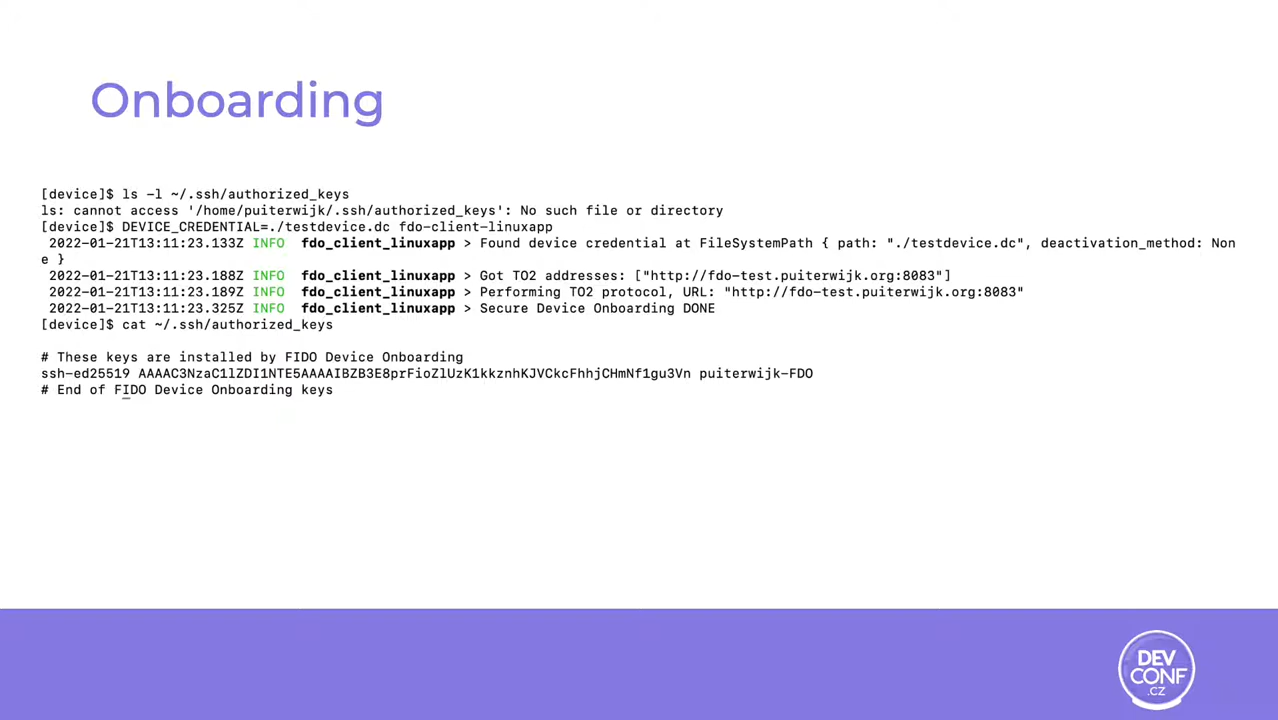 Onboarding
[device]$ ls -l ~/.ssh/authorized_keys
ls: cannot access '/home/puiterwijk/.ssh/authorized_keys': No such file or directory
[device]$ DEVICE_CREDENTIAL=./testdevice.dc fdo-client-linuxapp
2022-01-21T13:11:23.133Z INFO  fdo_client_linuxapp > Found device credential at FileSystemPath { path: "./testdevice.dc", deactivation_method: Non
e }
2022-01-21T13:11:23.188Z INFO  fdo_client_linuxapp > Got TO2 addresses: ["http://fdo-test.puiterwijk.org:8083"]
2022-01-21T13:11:23.189Z INFO  fdo_client_linuxapp > Performing TO2 protocol, URL: "http://fdo-test.puiterwijk.org:8083"
2022-01-21T13:11:23.325Z INFO  fdo_client_linuxapp > Secure Device Onboarding DONE
[device]$ cat ~/.ssh/authorized_keys
# These keys are installed by FIDO Device Onboarding
ssh-ed25519 AAAAC3NzaC1lZDI1NTE5AAAAIBZB3E8prFioZlUzK1kkznhKJVCkcFhhjCHmNf1gu3Vn puiterwijk-FDO
# End of FIDO Device Onboarding keys
DEV
CONF
.CZ